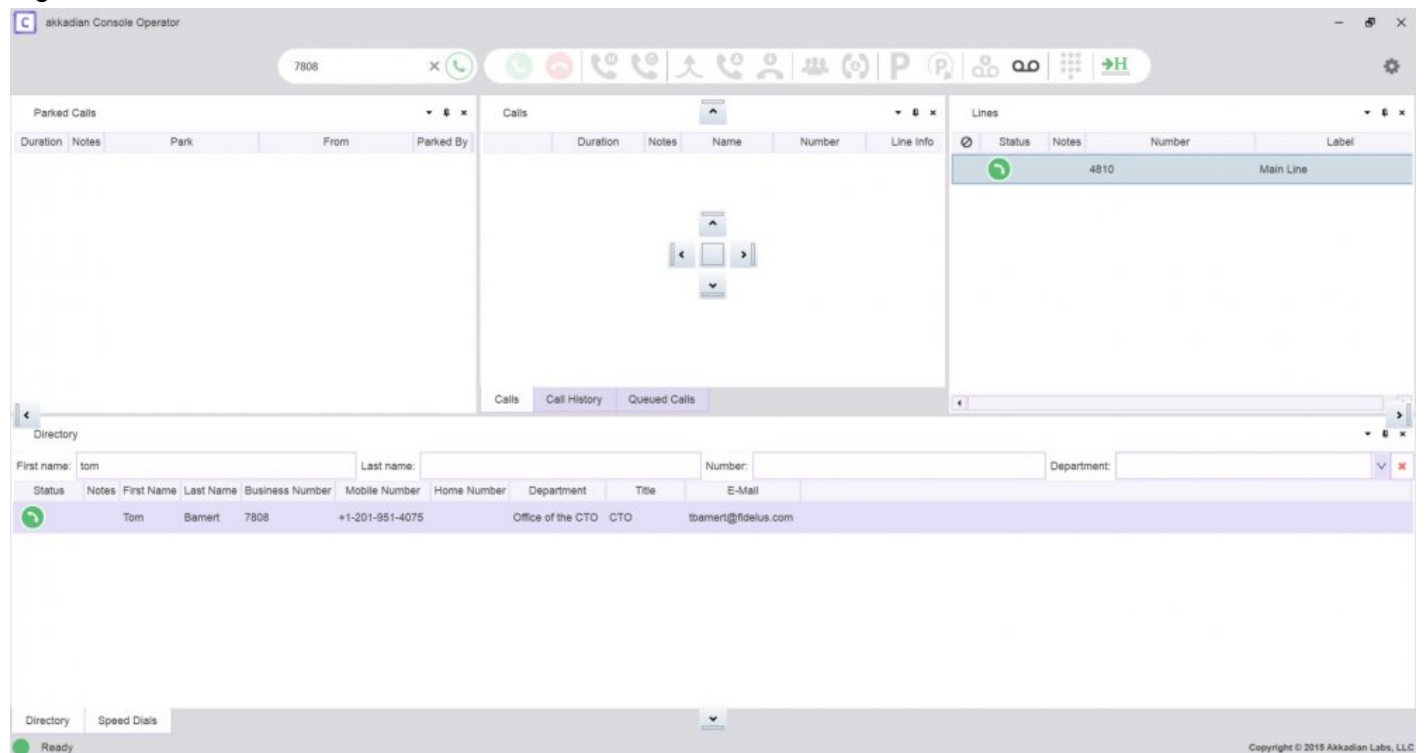 C akkadian Console Operator
7808
P P H
Parked Calls Calls Lines
Duration Notes Park From Parked By Duration Notes Name Number Line Info Status Notes Number Label
4810 Main Line
Calls Call History Queued Calls
Directory
First name: tom Last name: Number: Department:
Status Notes First Name Last Name Business Number Mobile Number Home Number Department Title E-Mail
Tom Bamert 7808 +1-201-951-4075 Office of the CTO CTO tbamert@fidelus.com
Directory Speed Dials
Ready Copyright © 2015 Akkadian Labs, LLC